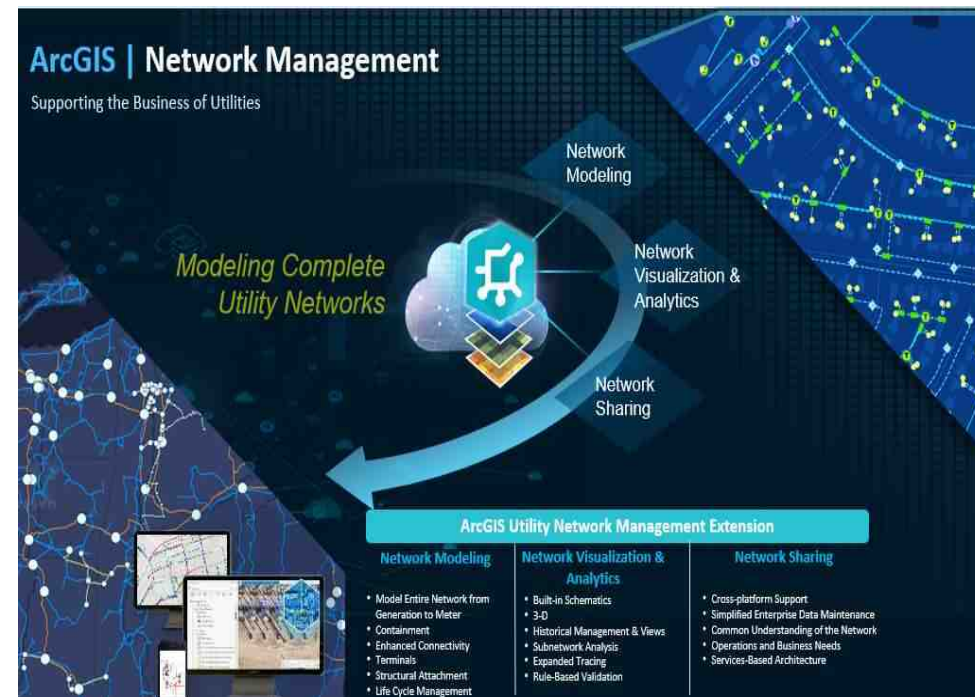 ArcGIS | Network Management
Supporting the Business of Utilities
Network
Modeling
Modeling Complete
Utility Networks
Network
Visualization &
Analytics
Network
Sharing
ArcGIS Utility Network Management Extension
Network Modeling
• Model Entire Network from
Generation to Meter
• Containment
• Enhanced Connectivity
• Terminals
• Structural Attachment
• Life Cycle Management
Network Visualization &
Analytics
• Built-in Schematics
• 3-D
• Historical Management & Views
• Subnetwork Analysis
• Expanded Tracing
• Rule-Based Validation
Network Sharing
• Cross-platform Support
• Simplified Enterprise Data Maintenance
• Common Understanding of the Network
• Operations and Business Needs
• Services-Based Architecture